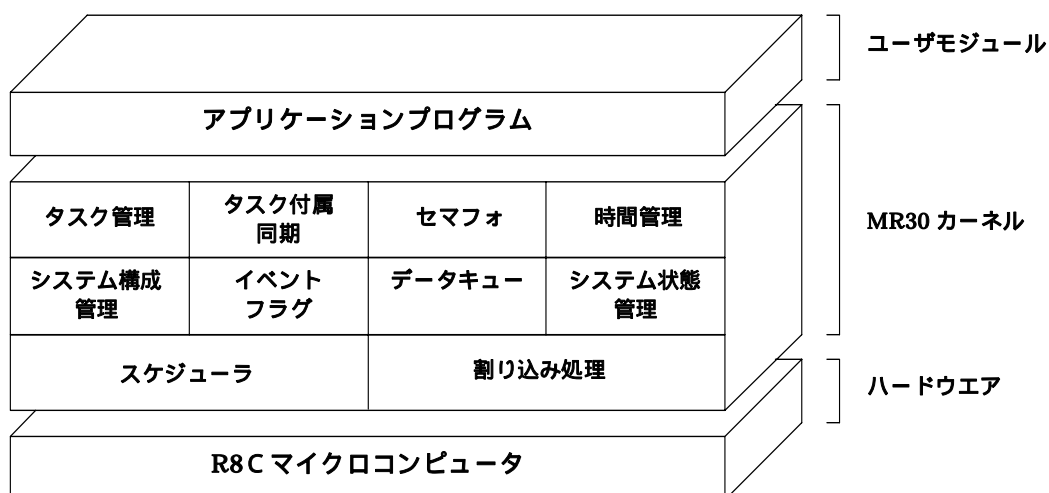 ユーザモジュール
アプリケーションプログラム
タスク管理
タスク付属
同期
セマフォ
時間管理
MR30 カーネル
システム構成
管理
イベント
フラグ
データキュー
システム状態
管理
スケジューラ
割り込み処理
ハードウエア
R8C マイクロコンピュータ